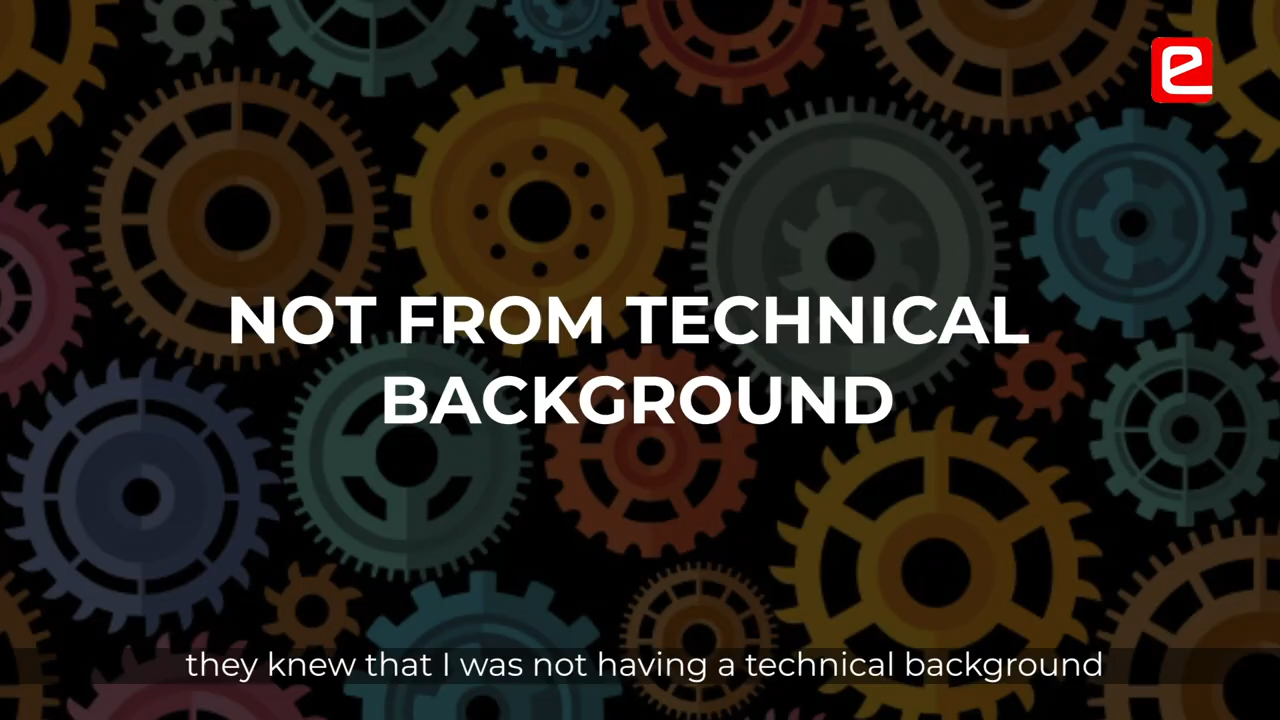 e
NOT FROM TECHNICAL
BACKGROUND
they knew that I was not having a technical background